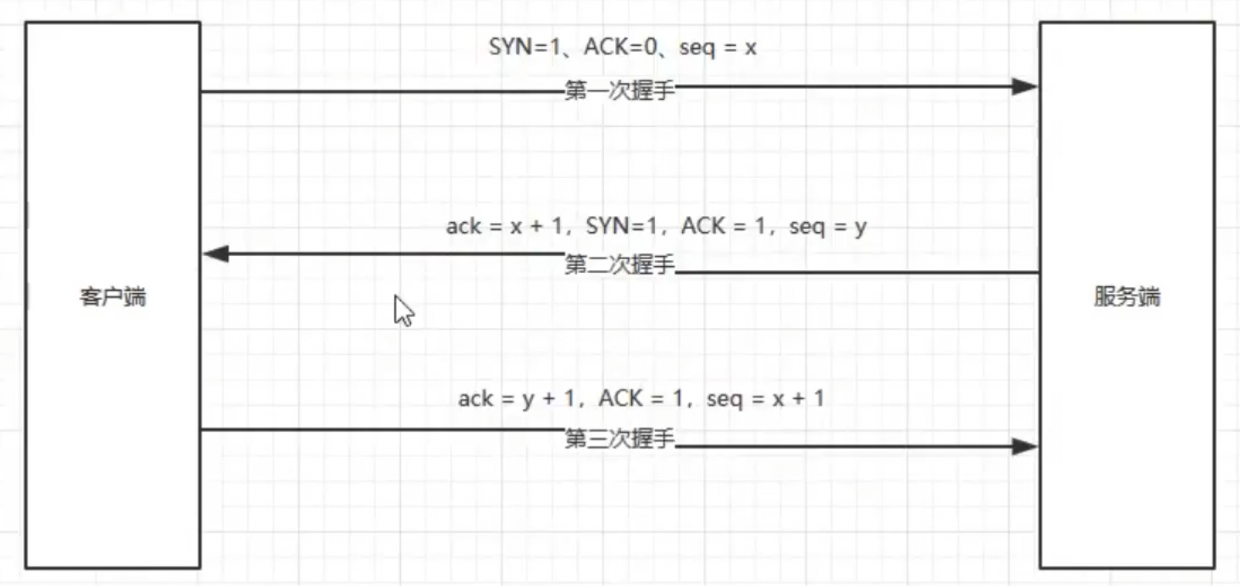 SYN=1、ACK=0、seq = x
第一次握手
ack = x + 1, SYN=1, ACK = 1, seq = y
第二次握手
客户端
服务端
ack = y + 1, ACK = 1, seq = x + 1
第三次握手